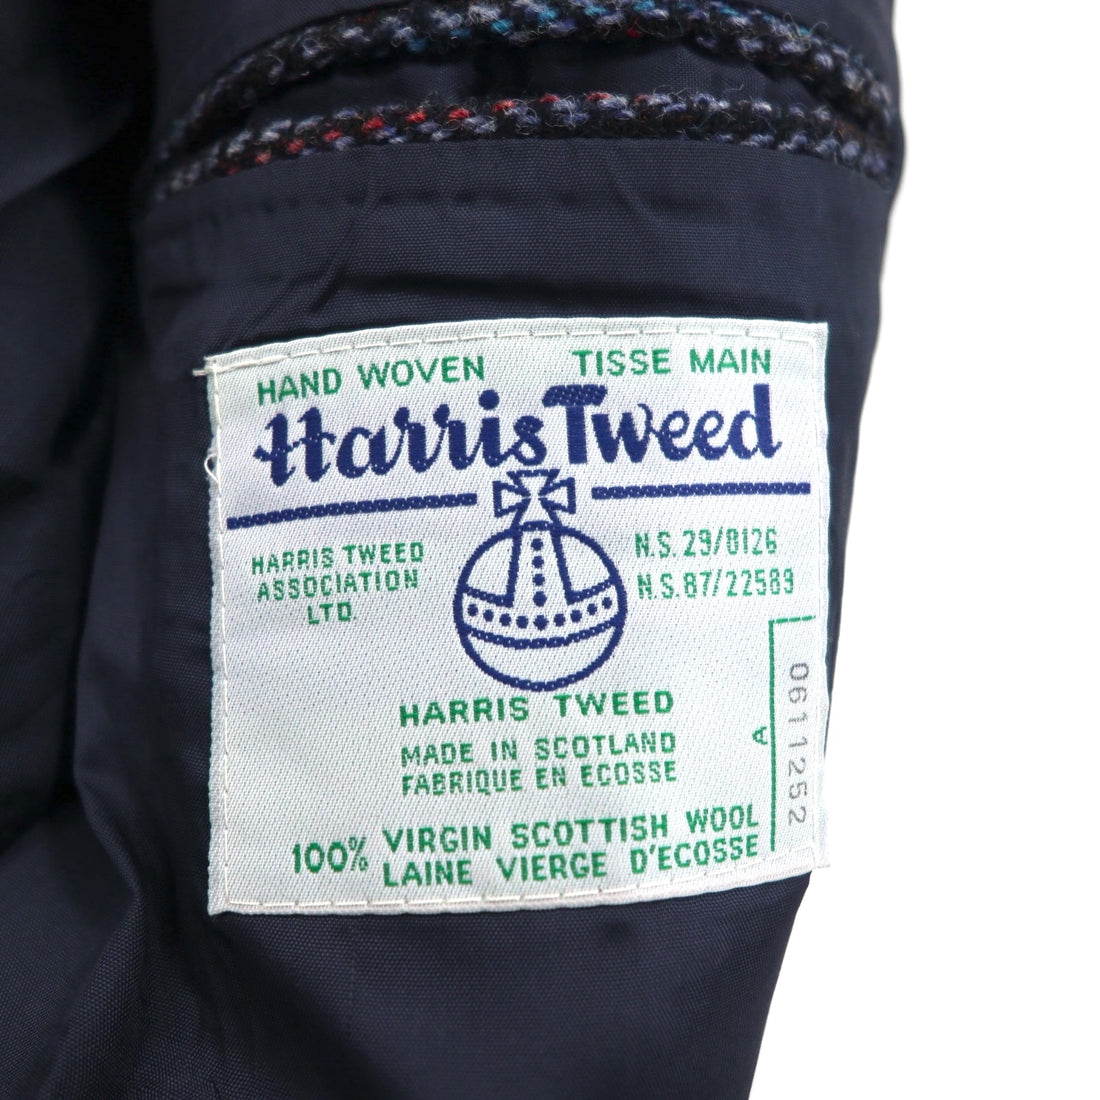 HAND WOVEN TISSE MAIN
Harris Tweed
HARRIS TWEED
ASSOCIATION
LTD.
N.S. 29/8126
N.S. 87/22589
HARRIS TWEED
MADE IN SCOTLAND
FABRIQUE EN ECOSSE
100% VIRGIN SCOTTISH WOOL
LAINE VIERGE D'ECOSSE
A
0611252